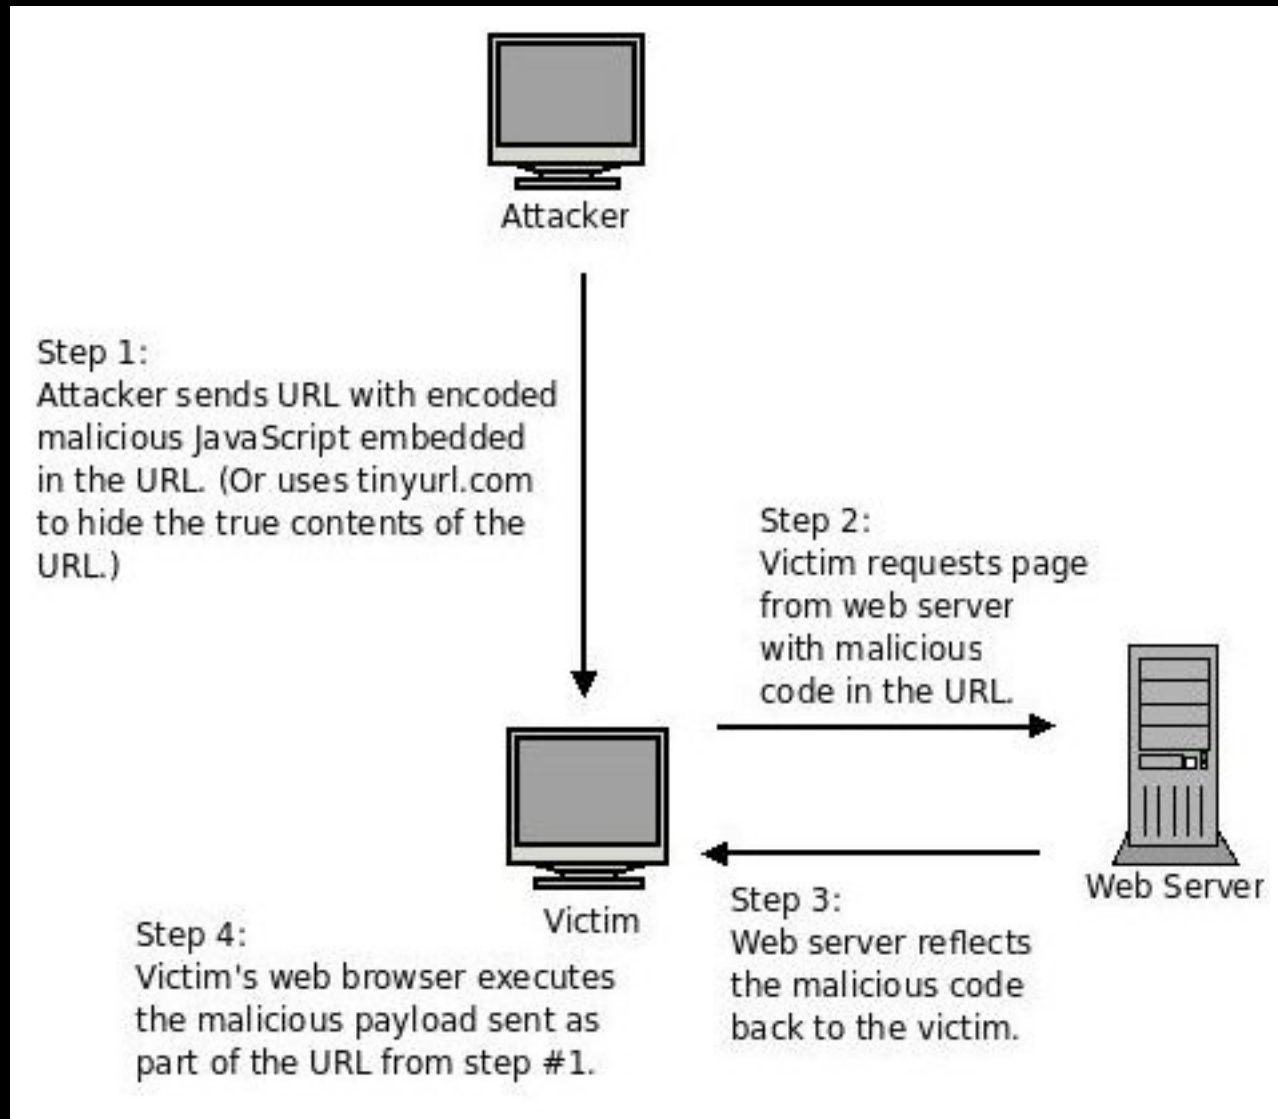 Attacker
Step 1:
Attacker sends URL with encoded
malicious JavaScript embedded
in the URL. (Or uses tinyurl.com
to hide the true contents of the
URL.)
Step 2:
Victim requests page
from web server
with malicious
code in the URL.
Web Server
Victim
Step 3:
Web server reflects
the malicious code
back to the victim.
Step 4:
Victim's web browser executes
the malicious payload sent as
part of the URL from step #1.